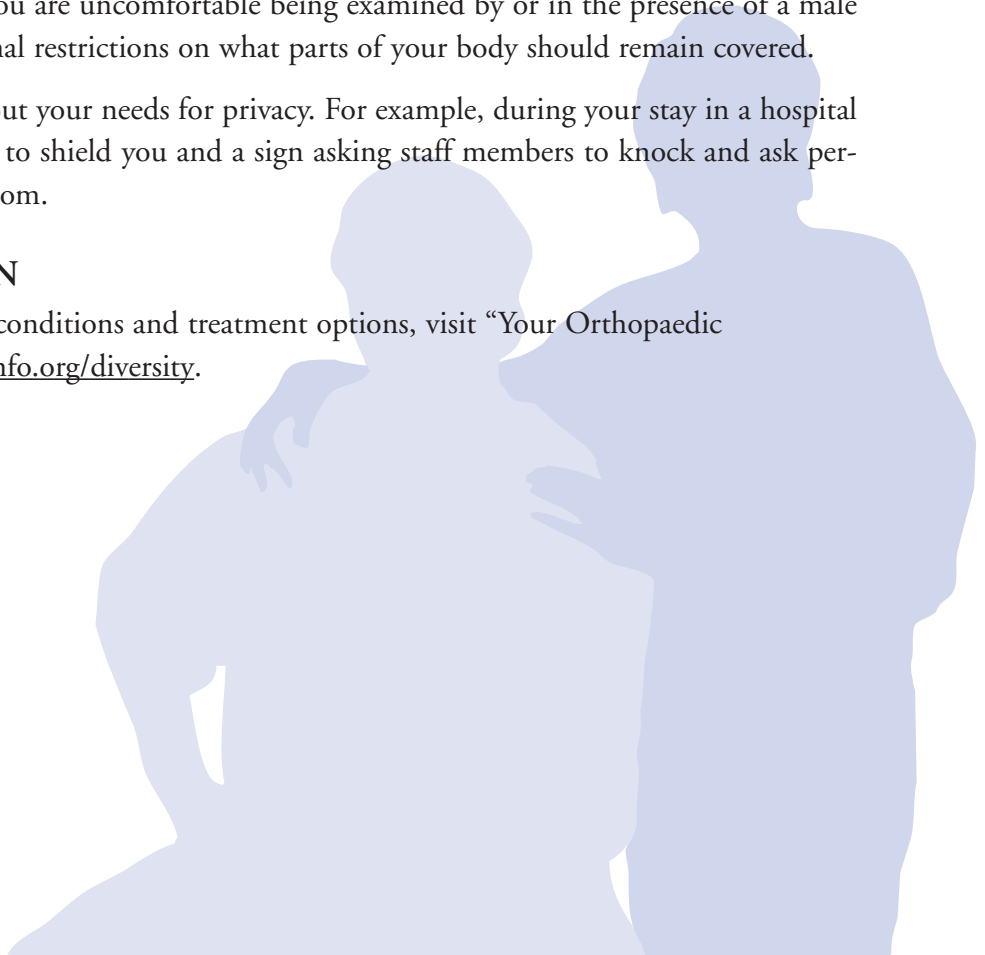 ou are uncomfortable being examined by or in the presence of a male
nal restrictions on what parts of your body should remain covered.
out your needs for privacy. For example, during your stay in a hospital
to shield you and a sign asking staff members to knock and ask per-
om.
N
conditions and treatment options, visit “Your Orthopaedic
nfo.org/diversity.